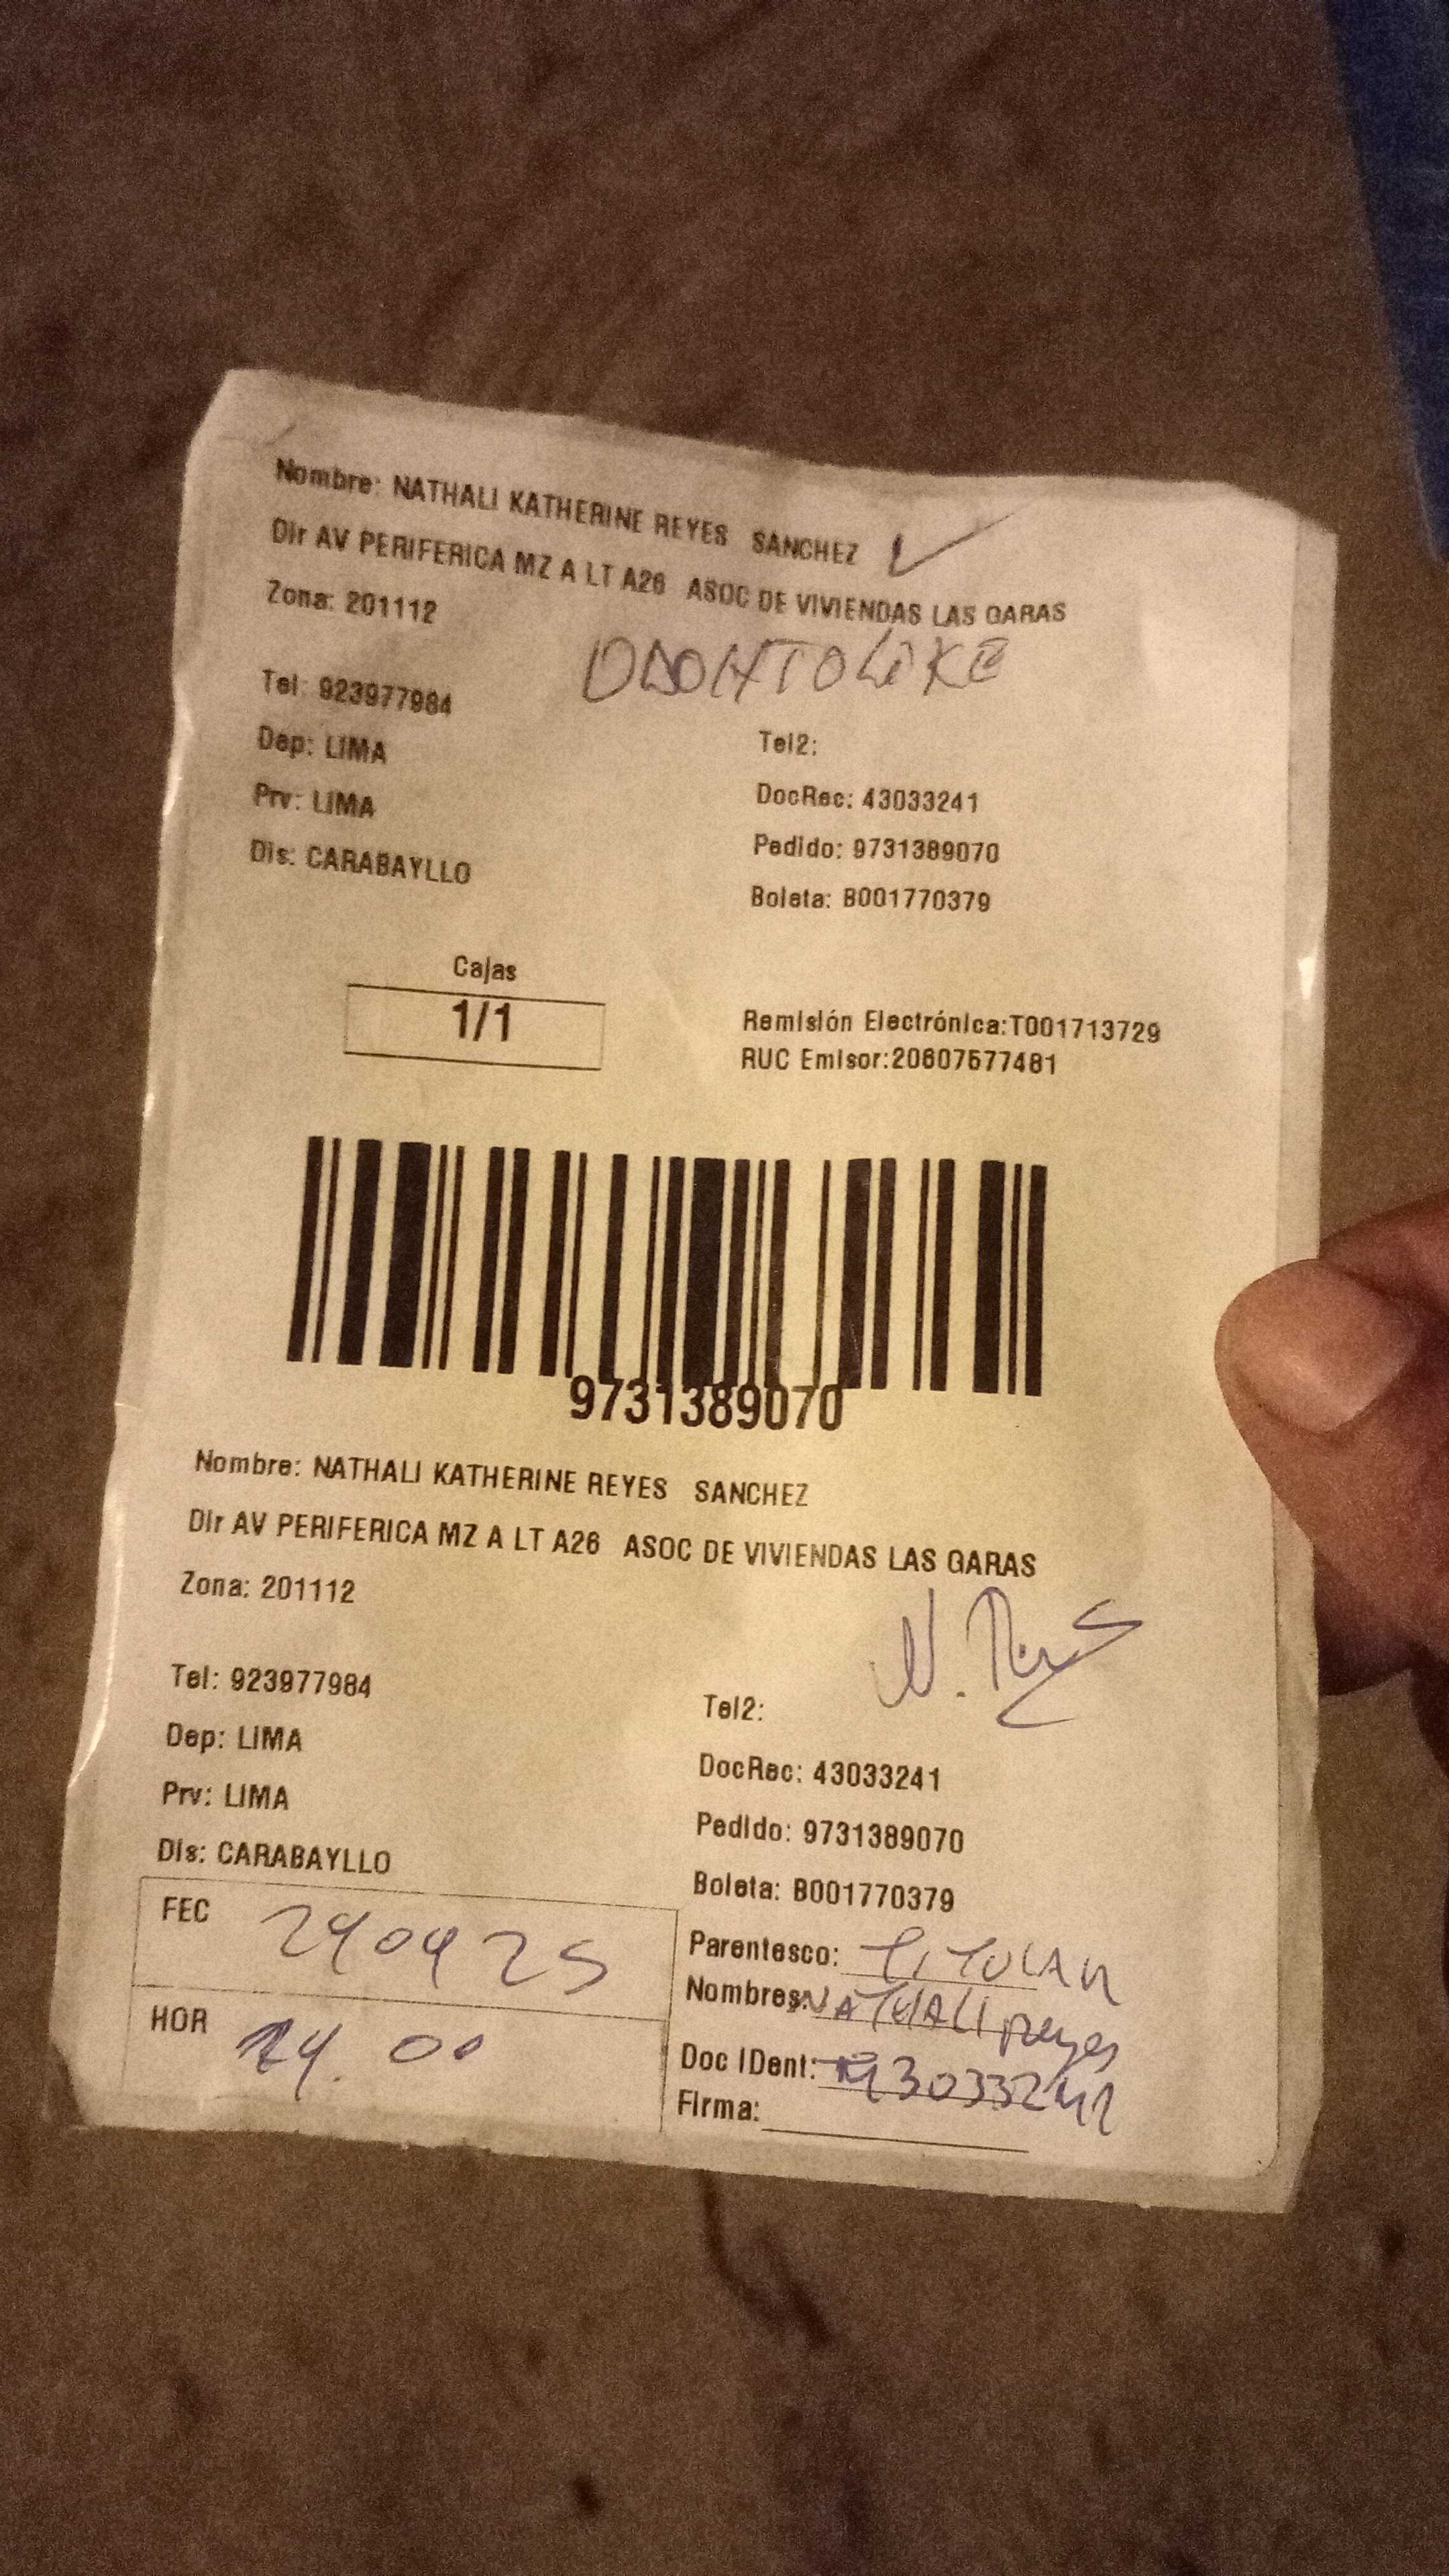 Nombre: NATHALI KATHERINE REYES SANCHEZ
Dir AV PERIFERICA MZ A LT A26 ASOC DE VIVIENDAS LAS GARAS
Zona: 201112
ODONTOLIKE
Tel: 923977984
Tel2:
Dep: LIMA
DocRec: 43033241
Prv: LIMA
Pedido: 9731389070
Dis: CARABAYLLO
Boleta: B001770379
Cajas
1/1
Remisión Electrónica:T001713729
RUC Emisor:20607577481
9731389070
Nombre: NATHALI KATHERINE REYES SANCHEZ
Dir AV PERIFERICA MZ A LT A26 ASOC DE VIVIENDAS LAS GARAS
Zona: 201112
Tel: 923977984
Tel2:
Dep: LIMA
DocRec: 43033241
Prv: LIMA
Pedido: 9731389070
Dis: CARABAYLLO
Boleta: B001770379
FEC 290425
Parentesco: TITULAR
Nombres: NATHALI Reyes
HOR 14.00
Doc IDent: 43033241
Firma: